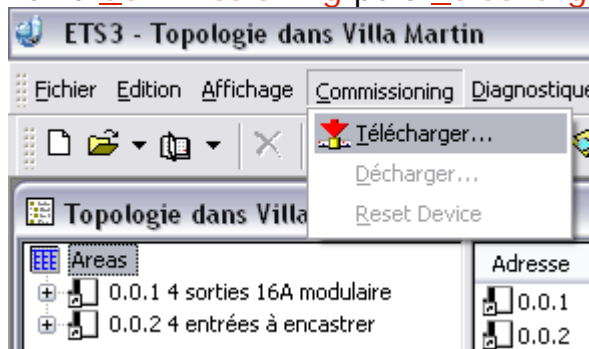 ETS3 - Topologie dans Villa Marti
Fichier Edition Affichage Commissioning Diagnostique
Télécharger...
Décharger...
Reset Device
Topologie dans Villa
Areas
Adresse
0.0.1 4 sorties 16A modulaire
0.0.1
0.0.2 4 entrées à encastrer
0.0.2